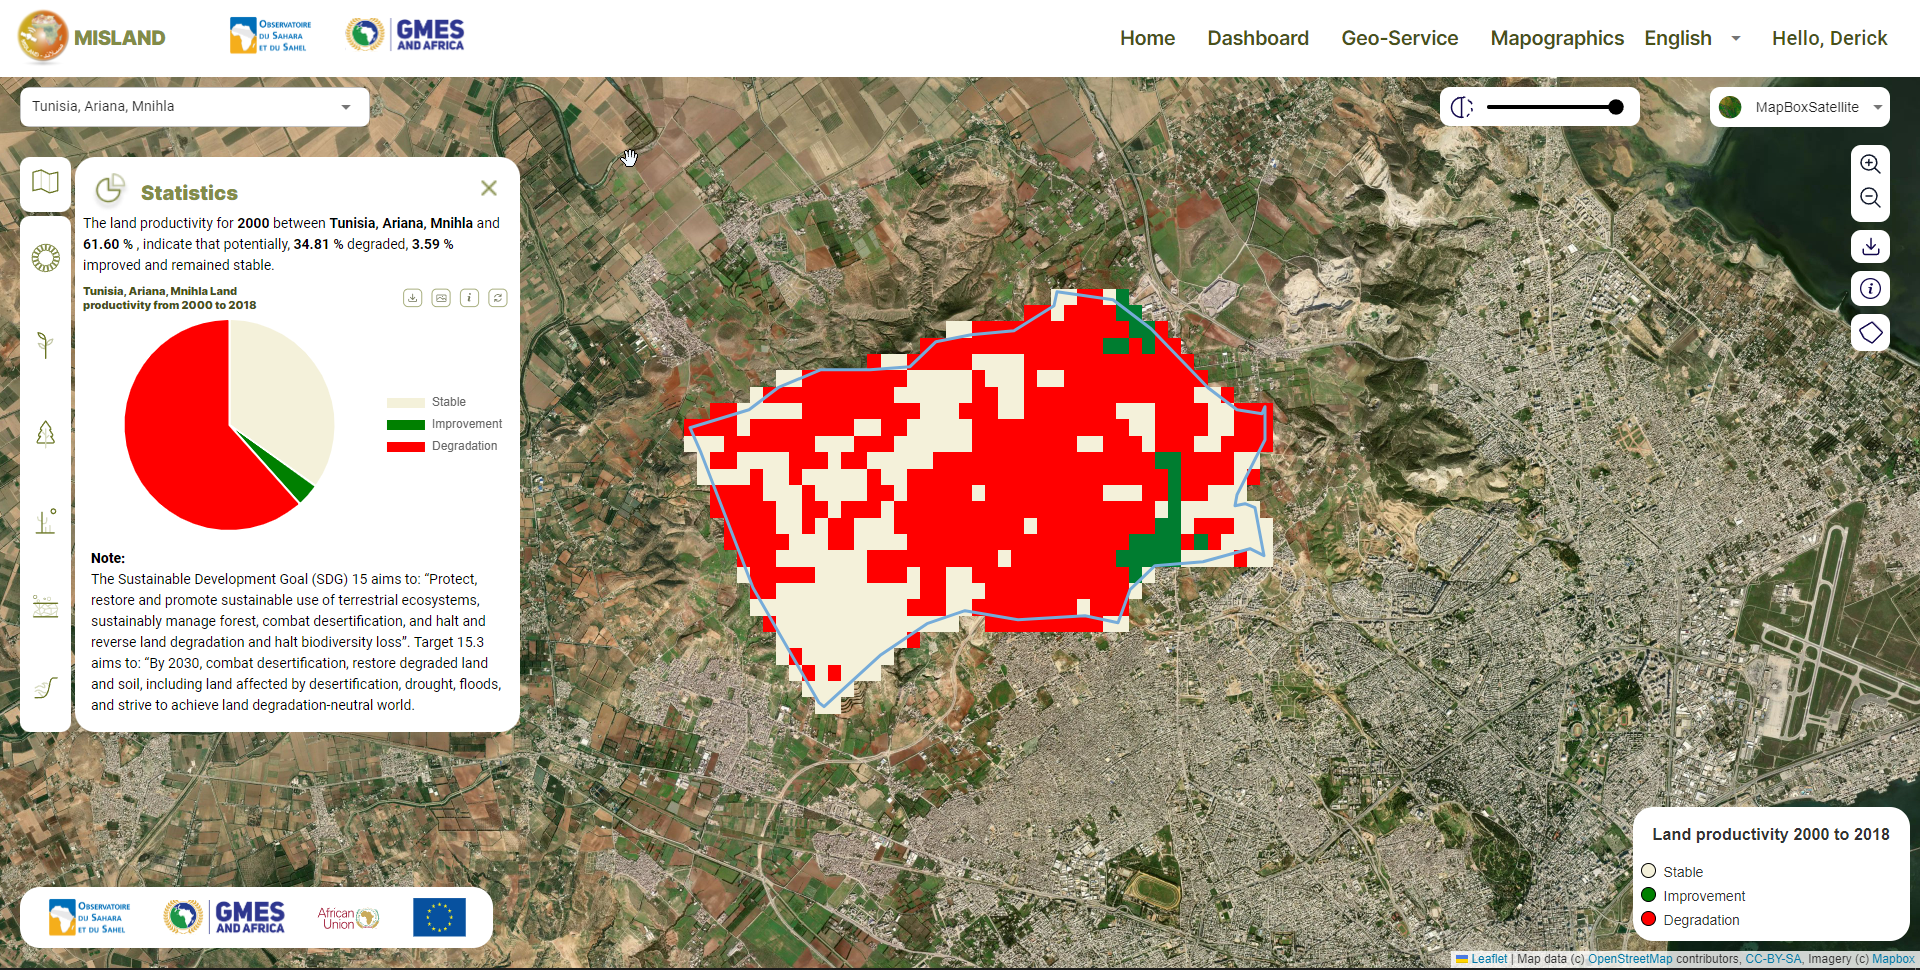 MISLAND
OBSERVATOIRE
DU SAHARA
ET DU SAHEL
GMES
AND AFRICA
Home
Dashboard
Geo-Service
Mapographics
English
Hello, Derick
Tunisia, Ariana, Mnihla
MapBoxSatellite
Statistics
The land productivity for 2000 between Tunisia, Ariana, Mnihla and
61.60 % , indicate that potentially, 34.81 % degraded, 3.59 %
improved and remained stable.
Tunisia, Ariana, Mnihla Land
productivity from 2000 to 2018
Stable
Improvement
Degradation
Note:
The Sustainable Development Goal (SDG) 15 aims to: “Protect,
restore and promote sustainable use of terrestrial ecosystems,
sustainably manage forest, combat desertification, and halt and
reverse land degradation and halt biodiversity loss”. Target 15.3
aims to: “By 2030, combat desertification, restore degraded land
and soil, including land affected by desertification, drought, floods,
and strive to achieve land degradation-neutral world.
OBSERVATOIRE
DU SAHARA
ET DU SAHEL
GMES
AND AFRICA
African
Union
Land productivity 2000 to 2018
Stable
Improvement
Degradation
Leaflet | Map data (c) OpenStreetMap contributors, CC-BY-SA, Imagery (c) Mapbox